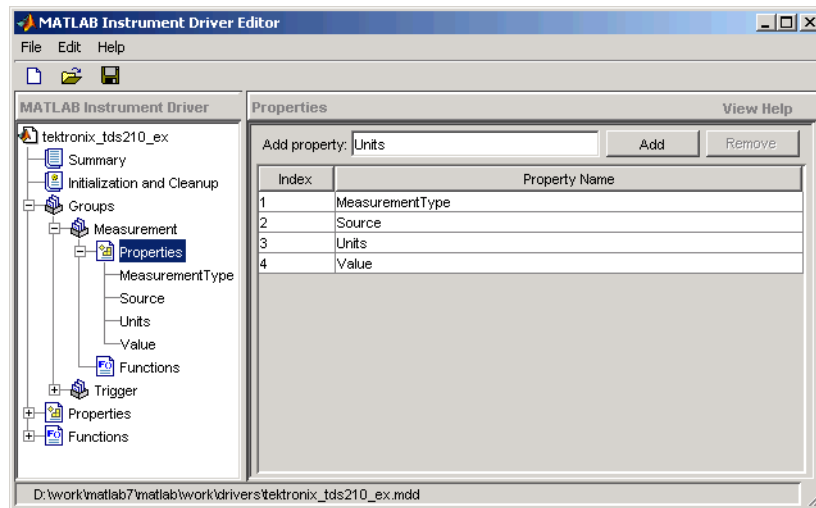 MATLAB Instrument Driver Editor
File Edit Help
MATLAB Instrument Driver
tektronix_tds210_ex
Summary
Initialization and Cleanup
Groups
Measurement
Properties
MeasurementType
Source
Units
Value
Functions
Trigger
Properties
Functions
Properties View Help
Add property: Units Add Remove
Index Property Name
1 MeasurementType
2 Source
3 Units
4 Value
D:\work\matlab7\matlab\work\drivers\tektronix_tds210_ex.mdd